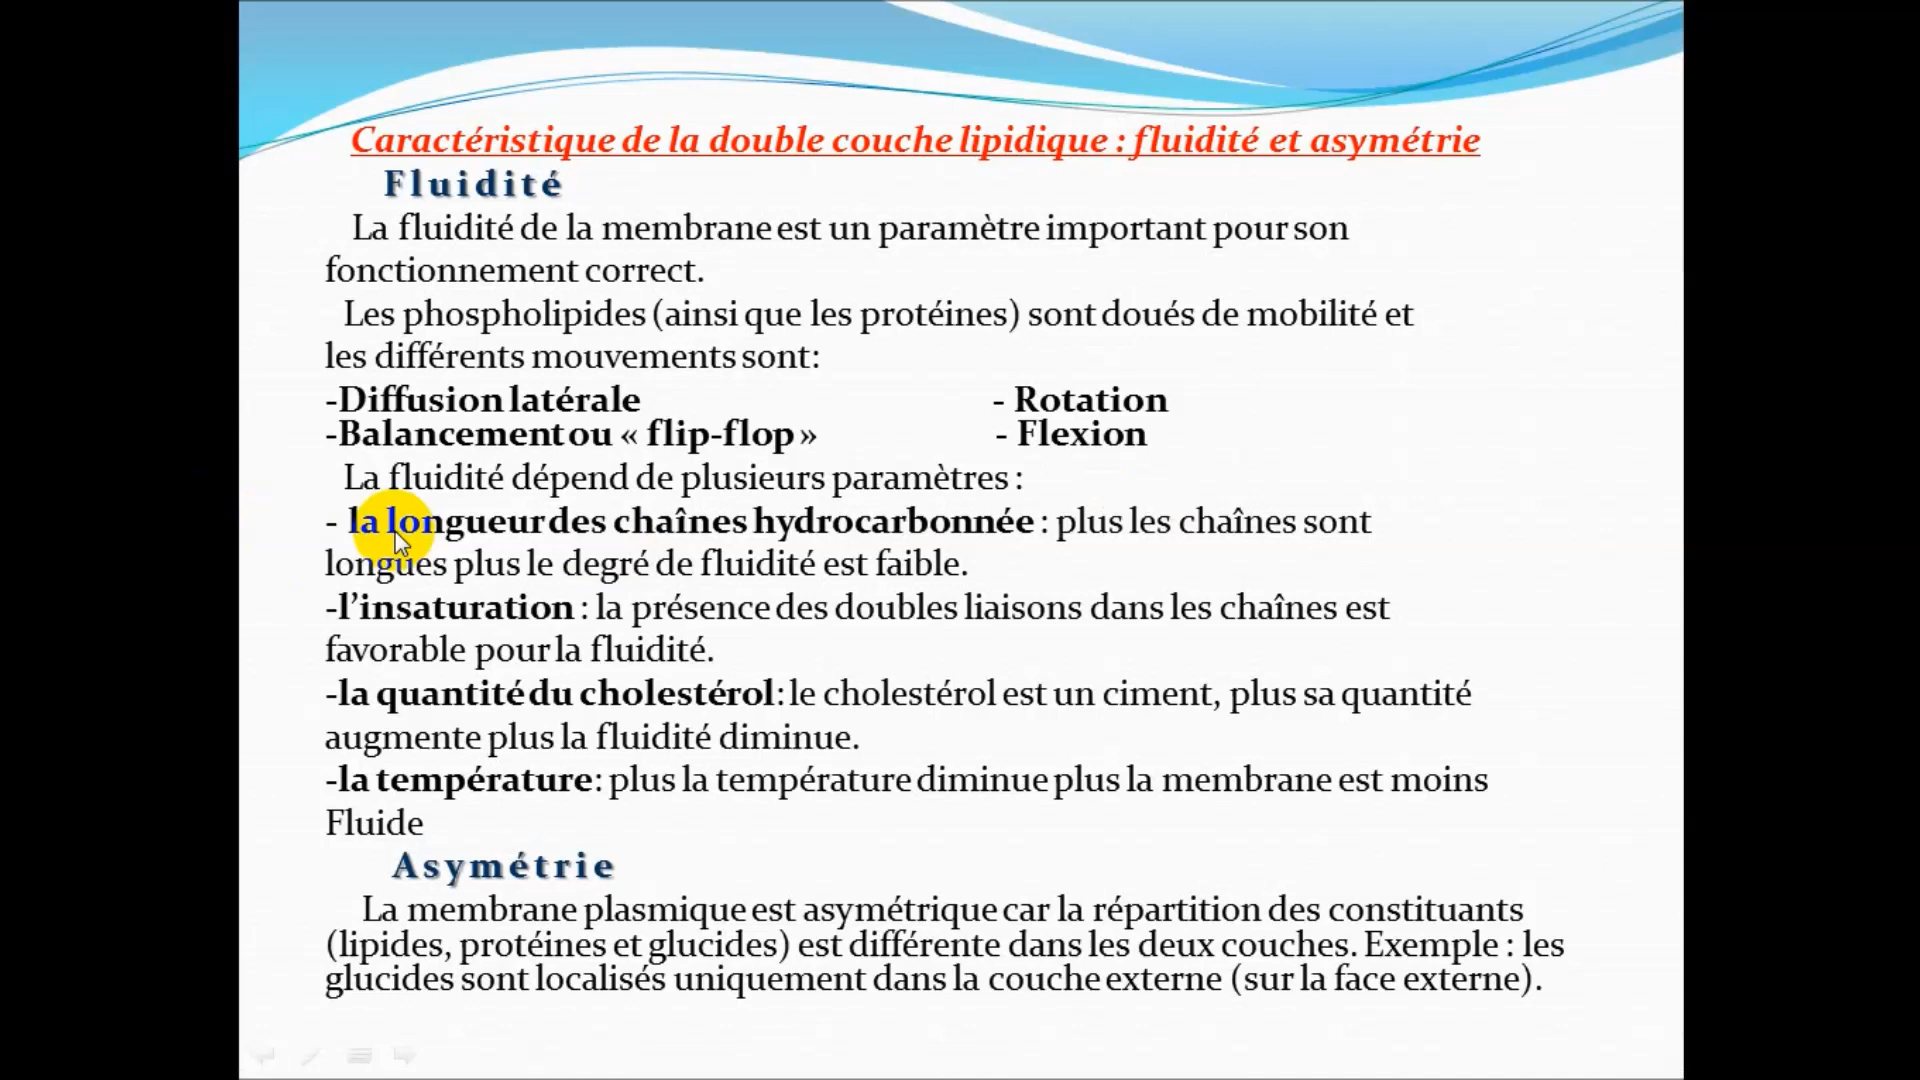 Caractéristique de la double couche lipidique : fluidité et asymétrie
Fluidité
La fluidité de la membrane est un paramètre important pour son
fonctionnement correct.
Les phospholipides (ainsi que les protéines) sont doués de mobilité et
les différents mouvements sont:
-Diffusion latérale - Rotation
-Balancement ou « flip-flop » - Flexion
La fluidité dépend de plusieurs paramètres :
- la longueur des chaînes hydrocarbonnée : plus les chaînes sont
longues plus le degré de fluidité est faible.
-l’insaturation : la présence des doubles liaisons dans les chaînes est
favorable pour la fluidité.
-la quantité du cholestérol: le cholestérol est un ciment, plus sa quantité
augmente plus la fluidité diminue.
-la température: plus la température diminue plus la membrane est moins
Fluide
Asymétrie
La membrane plasmique est asymétrique car la répartition des constituants
(lipides, protéines et glucides) est différente dans les deux couches. Exemple : les
glucides sont localisés uniquement dans la couche externe (sur la face externe).